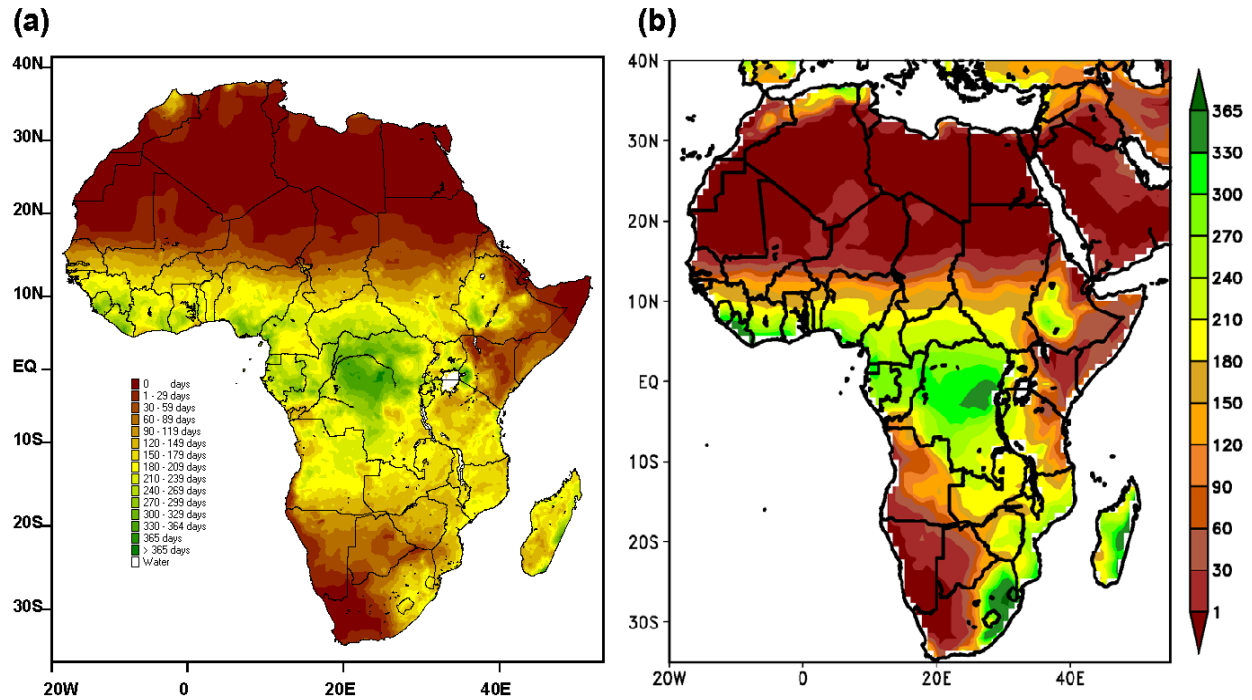 (a)
(b)
40N
30N
20N
10N
EQ
10S
20S
30S
20W
0
20E
40E
0 days
1 - 29 days
30 - 59 days
60 - 89 days
90 - 119 days
120 - 149 days
150 - 179 days
180 - 209 days
210 - 239 days
240 - 269 days
270 - 299 days
300 - 329 days
330 - 364 days
365 days
> 365 days
Water
40N
30N
20N
10N
EQ
10S
20S
30S
20W
0
20E
40E
365
330
300
270
240
210
180
150
120
90
60
30
1